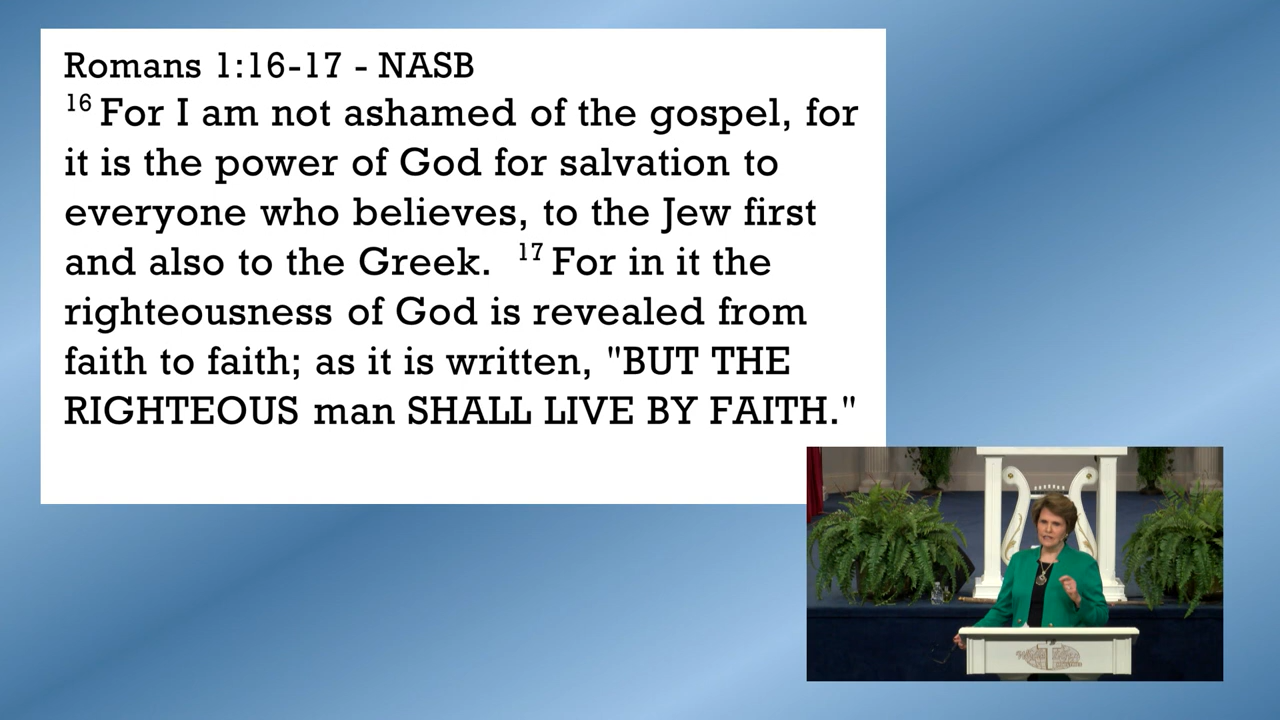 Romans 1:16-17 - NASB
16 For I am not ashamed of the gospel, for
it is the power of God for salvation to
everyone who believes, to the Jew first
and also to the Greek. 17 For in it the
righteousness of God is revealed from
faith to faith; as it is written, "BUT THE
RIGHTEOUS man SHALL LIVE BY FAITH."